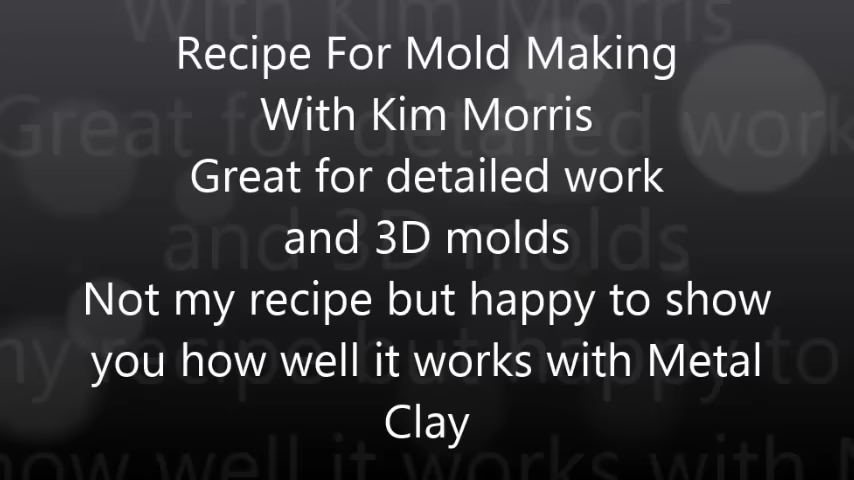 Recipe For Mold Making
With Kim Morris
Great for detailed work
and 3D molds
Not my recipe but happy to show
you how well it works with Metal
Clay